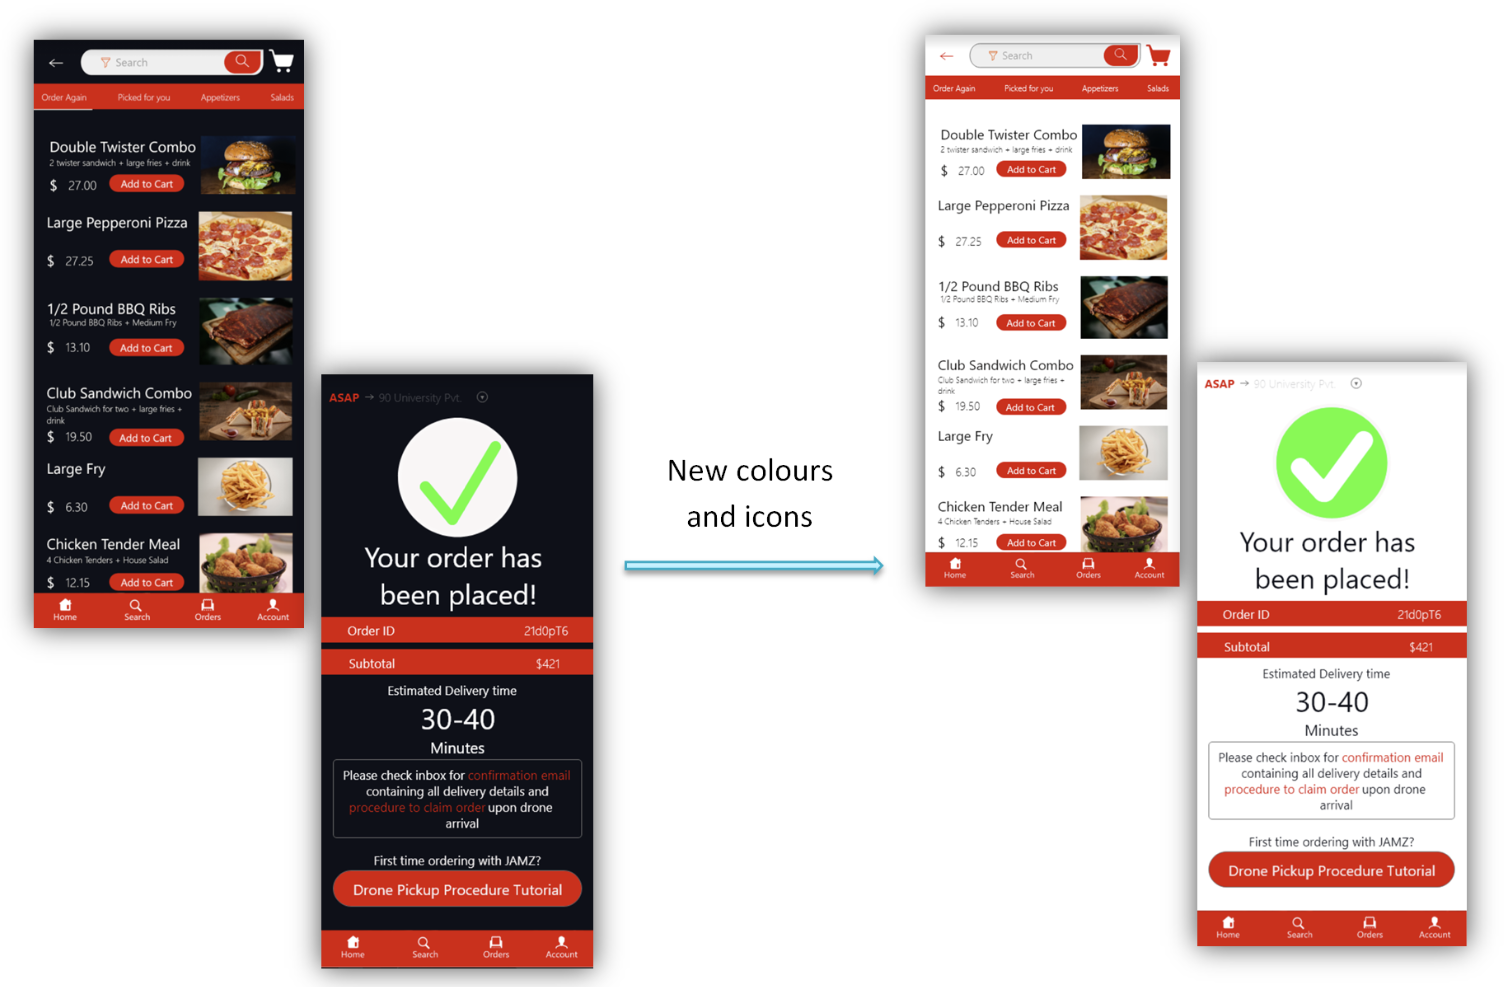 Search
Order Again Picked for you Appetizers Salads
Double Twister Combo
2 twister sandwich + large fries + drink
$ 27.00 Add to Cart
Large Pepperoni Pizza
$ 27.25 Add to Cart
1/2 Pound BBQ Ribs
1/2 Pound BBQ Ribs + Medium Fry
$ 13.10 Add to Cart
Club Sandwich Combo
Club Sandwich for two + large fries +
drink
$ 19.50 Add to Cart
Large Fry
$ 6.30 Add to Cart
Chicken Tender Meal
4 Chicken Tenders + House Salad
$ 12.15 Add to Cart
Home Search Orders Account
ASAP → 90 University Pvt.
Your order has
been placed!
Order ID 21d0pT6
Subtotal $421
Estimated Delivery time
30-40
Minutes
Please check inbox for confirmation email
containing all delivery details and
procedure to claim order upon drone
arrival
First time ordering with JAMZ?
Drone Pickup Procedure Tutorial
Home Search Orders Account
New colours
and icons
Search
Order Again Picked for you Appetizers Salads
Double Twister Combo
2 twister sandwich + large fries + drink
$ 27.00 Add to Cart
Large Pepperoni Pizza
$ 27.25 Add to Cart
1/2 Pound BBQ Ribs
1/2 Pound BBQ Ribs + Medium Fry
$ 13.10 Add to Cart
Club Sandwich Combo
Club Sandwich for two + large fries +
drink
$ 19.50 Add to Cart
Large Fry
$ 6.30 Add to Cart
Chicken Tender Meal
4 Chicken Tenders + House Salad
$ 12.15 Add to Cart
Home Search Orders Account
ASAP → 90 University Pvt.
Your order has
been placed!
Order ID 21d0pT6
Subtotal $421
Estimated Delivery time
30-40
Minutes
Please check inbox for confirmation email
containing all delivery details and
procedure to claim order upon drone
arrival
First time ordering with JAMZ?
Drone Pickup Procedure Tutorial
Home Search Orders Account